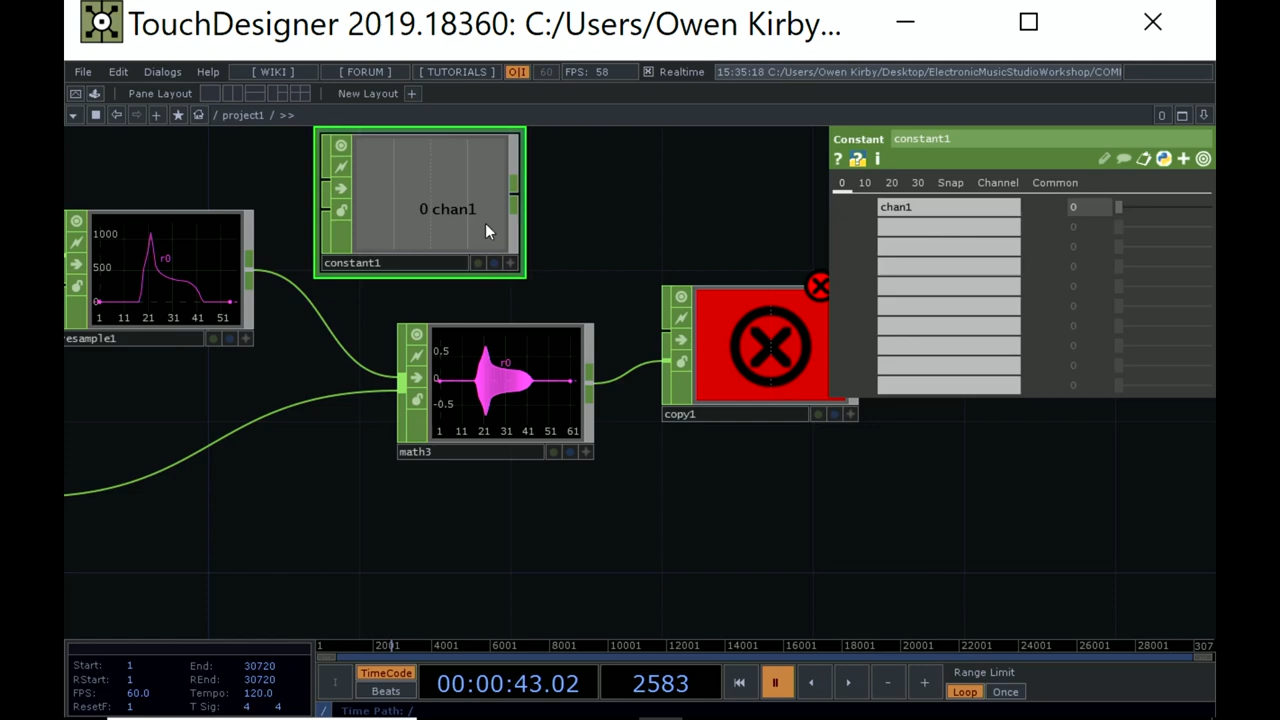 TouchDesigner 2019.18360: C:/Users/Owen Kirby...
File Edit Dialogs Help [ WIKI ] [ FORUM ] [ TUTORIALS ] O|I 60 FPS: 58 Realtime 15:35:18 C:/Users/Owen Kirby/Desktop/ElectronicMusicStudioWorkshop/COM
Pane Layout New Layout +
/ project1 / >> 0
Constant constant1
? ? i
0 10 20 30 Snap Channel Common
chan1 0
0
0
0
0
0
0
0
0
0
0 chan1
constant1
1000
500
0
r0
1 11 21 31 41 51
esample1
0.5
0
-0.5
r0
1 11 21 31 41 51 61
math3
copy1
1 2001 4001 6001 8001 10001 12001 14001 16001 18001 20001 22001 24001 26001 28001 307
Start: 1 End: 30720
RStart: 1 REnd: 30720
FPS: 60.0 Tempo: 120.0
ResetF: 1 T Sig: 4 4
TimeCode
Beats
00:00:43.02 2583
Range Limit
Loop Once
/ Time Path: /